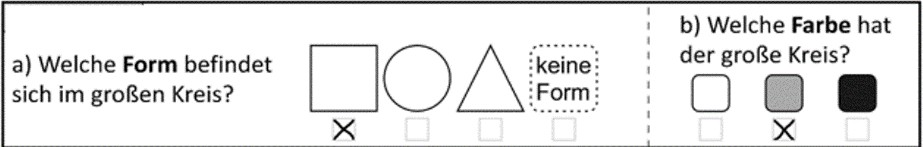 a) Welche Form befindet
sich im großen Kreis?
keine
Form
b) Welche Farbe hat
der große Kreis?